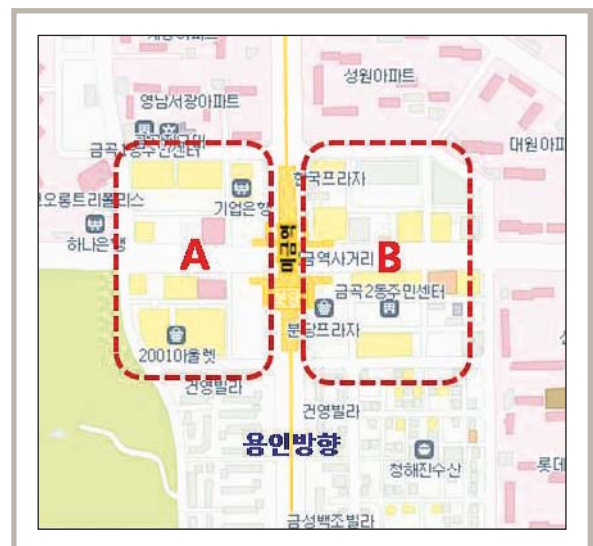 성원아파트
영남서광아파트
대원아파
금곡1동주민센터
한국프라자
오롱트리폴리스
기업은행
하나은행
A
미금역
금역사거리
B
금곡2동주민센터
분당프라자
2001아울렛
건영빌라
건영빌라
용인방향
청해진수산
롯데
금성백조빌라